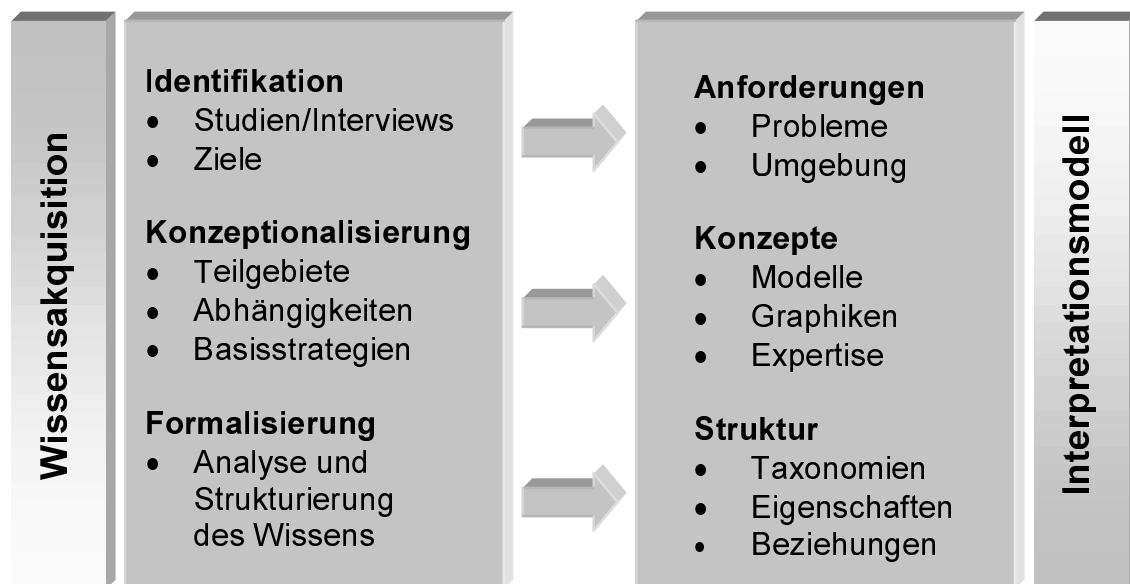 Wissensakquisition
Identifikation
• Studien/Interviews
• Ziele
Konzeptionalisierung
• Teilgebiete
• Abhängigkeiten
• Basisstrategien
Formalisierung
• Analyse und
Strukturierung
des Wissens
Anforderungen
• Probleme
• Umgebung
Konzepte
• Modelle
• Graphiken
• Expertise
Struktur
• Taxonomien
• Eigenschaften
• Beziehungen
Interpretationsmodell